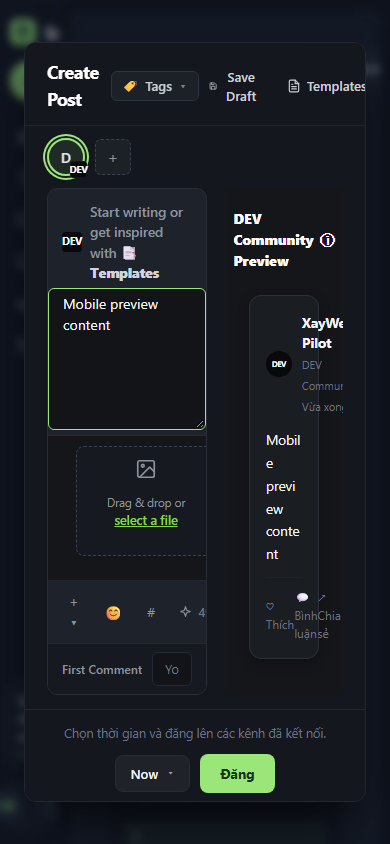 Create
Post
Tags
Save
Draft
Templates
D
DEV
+
Start writing or
DEV
get inspired
with
Templates
Mobile preview
content
Drag & drop or
select a file
+
#
First Comment
Yo
DEV
Community
Preview
XayWe
Pilot
DEV
DEV
Commun
Vừa xong
Mobil
e
previ
ew
conte
nt
Thích
Bình
luận
Chia
sẻ
Chọn thời gian và đăng lên các kênh đã kết nối.
Now
Đăng